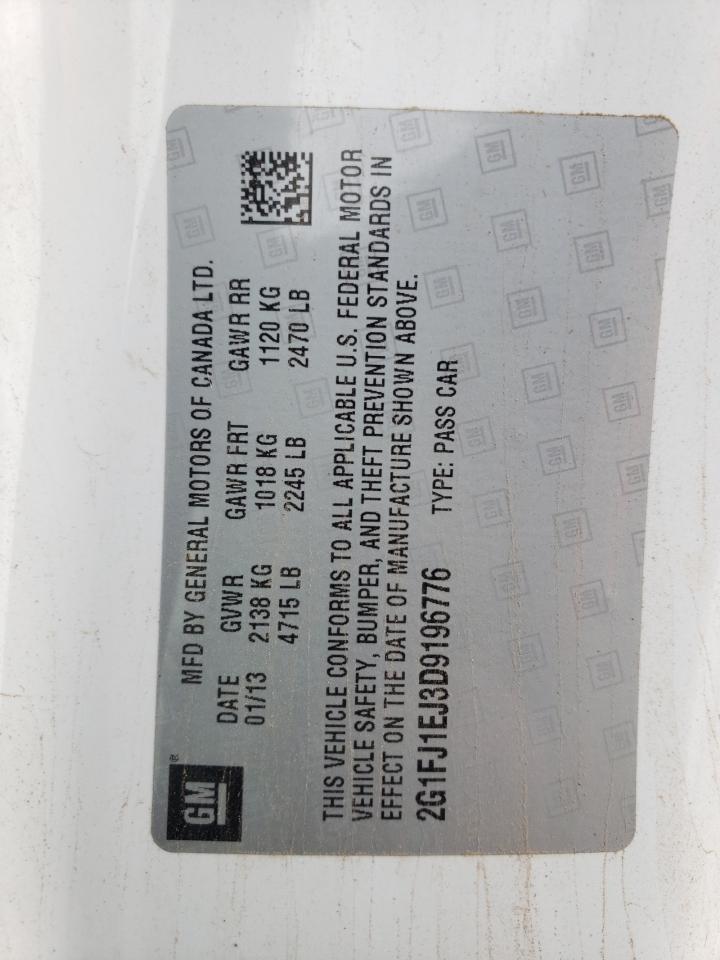 GM®
MFD BY GENERAL MOTORS OF CANADA LTD.
DATE GVWR GAWR FRT GAWR RR
01/13 2138 KG 1018 KG 1120 KG
4715 LB 2245 LB 2470 LB
THIS VEHICLE CONFORMS TO ALL APPLICABLE U.S. FEDERAL MOTOR
VEHICLE SAFETY, BUMPER, AND THEFT PREVENTION STANDARDS IN
EFFECT ON THE DATE OF MANUFACTURE SHOWN ABOVE.
2G1FJ1EJ3D9196776 TYPE: PASS CAR